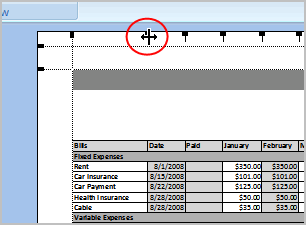 w
Bills Date Paid January February
Fixed Expenses
Rent 8/1/2008 $350.00 $350.00
Car Insurance 8/15/2008 $101.00 $101.00
Car Payment 8/22/2008 $125.00 $125.00
Health Insurance 8/28/2008 $50.00 $50.00
Cable 8/28/2008 $35.00 $35.00
Variable Expenses